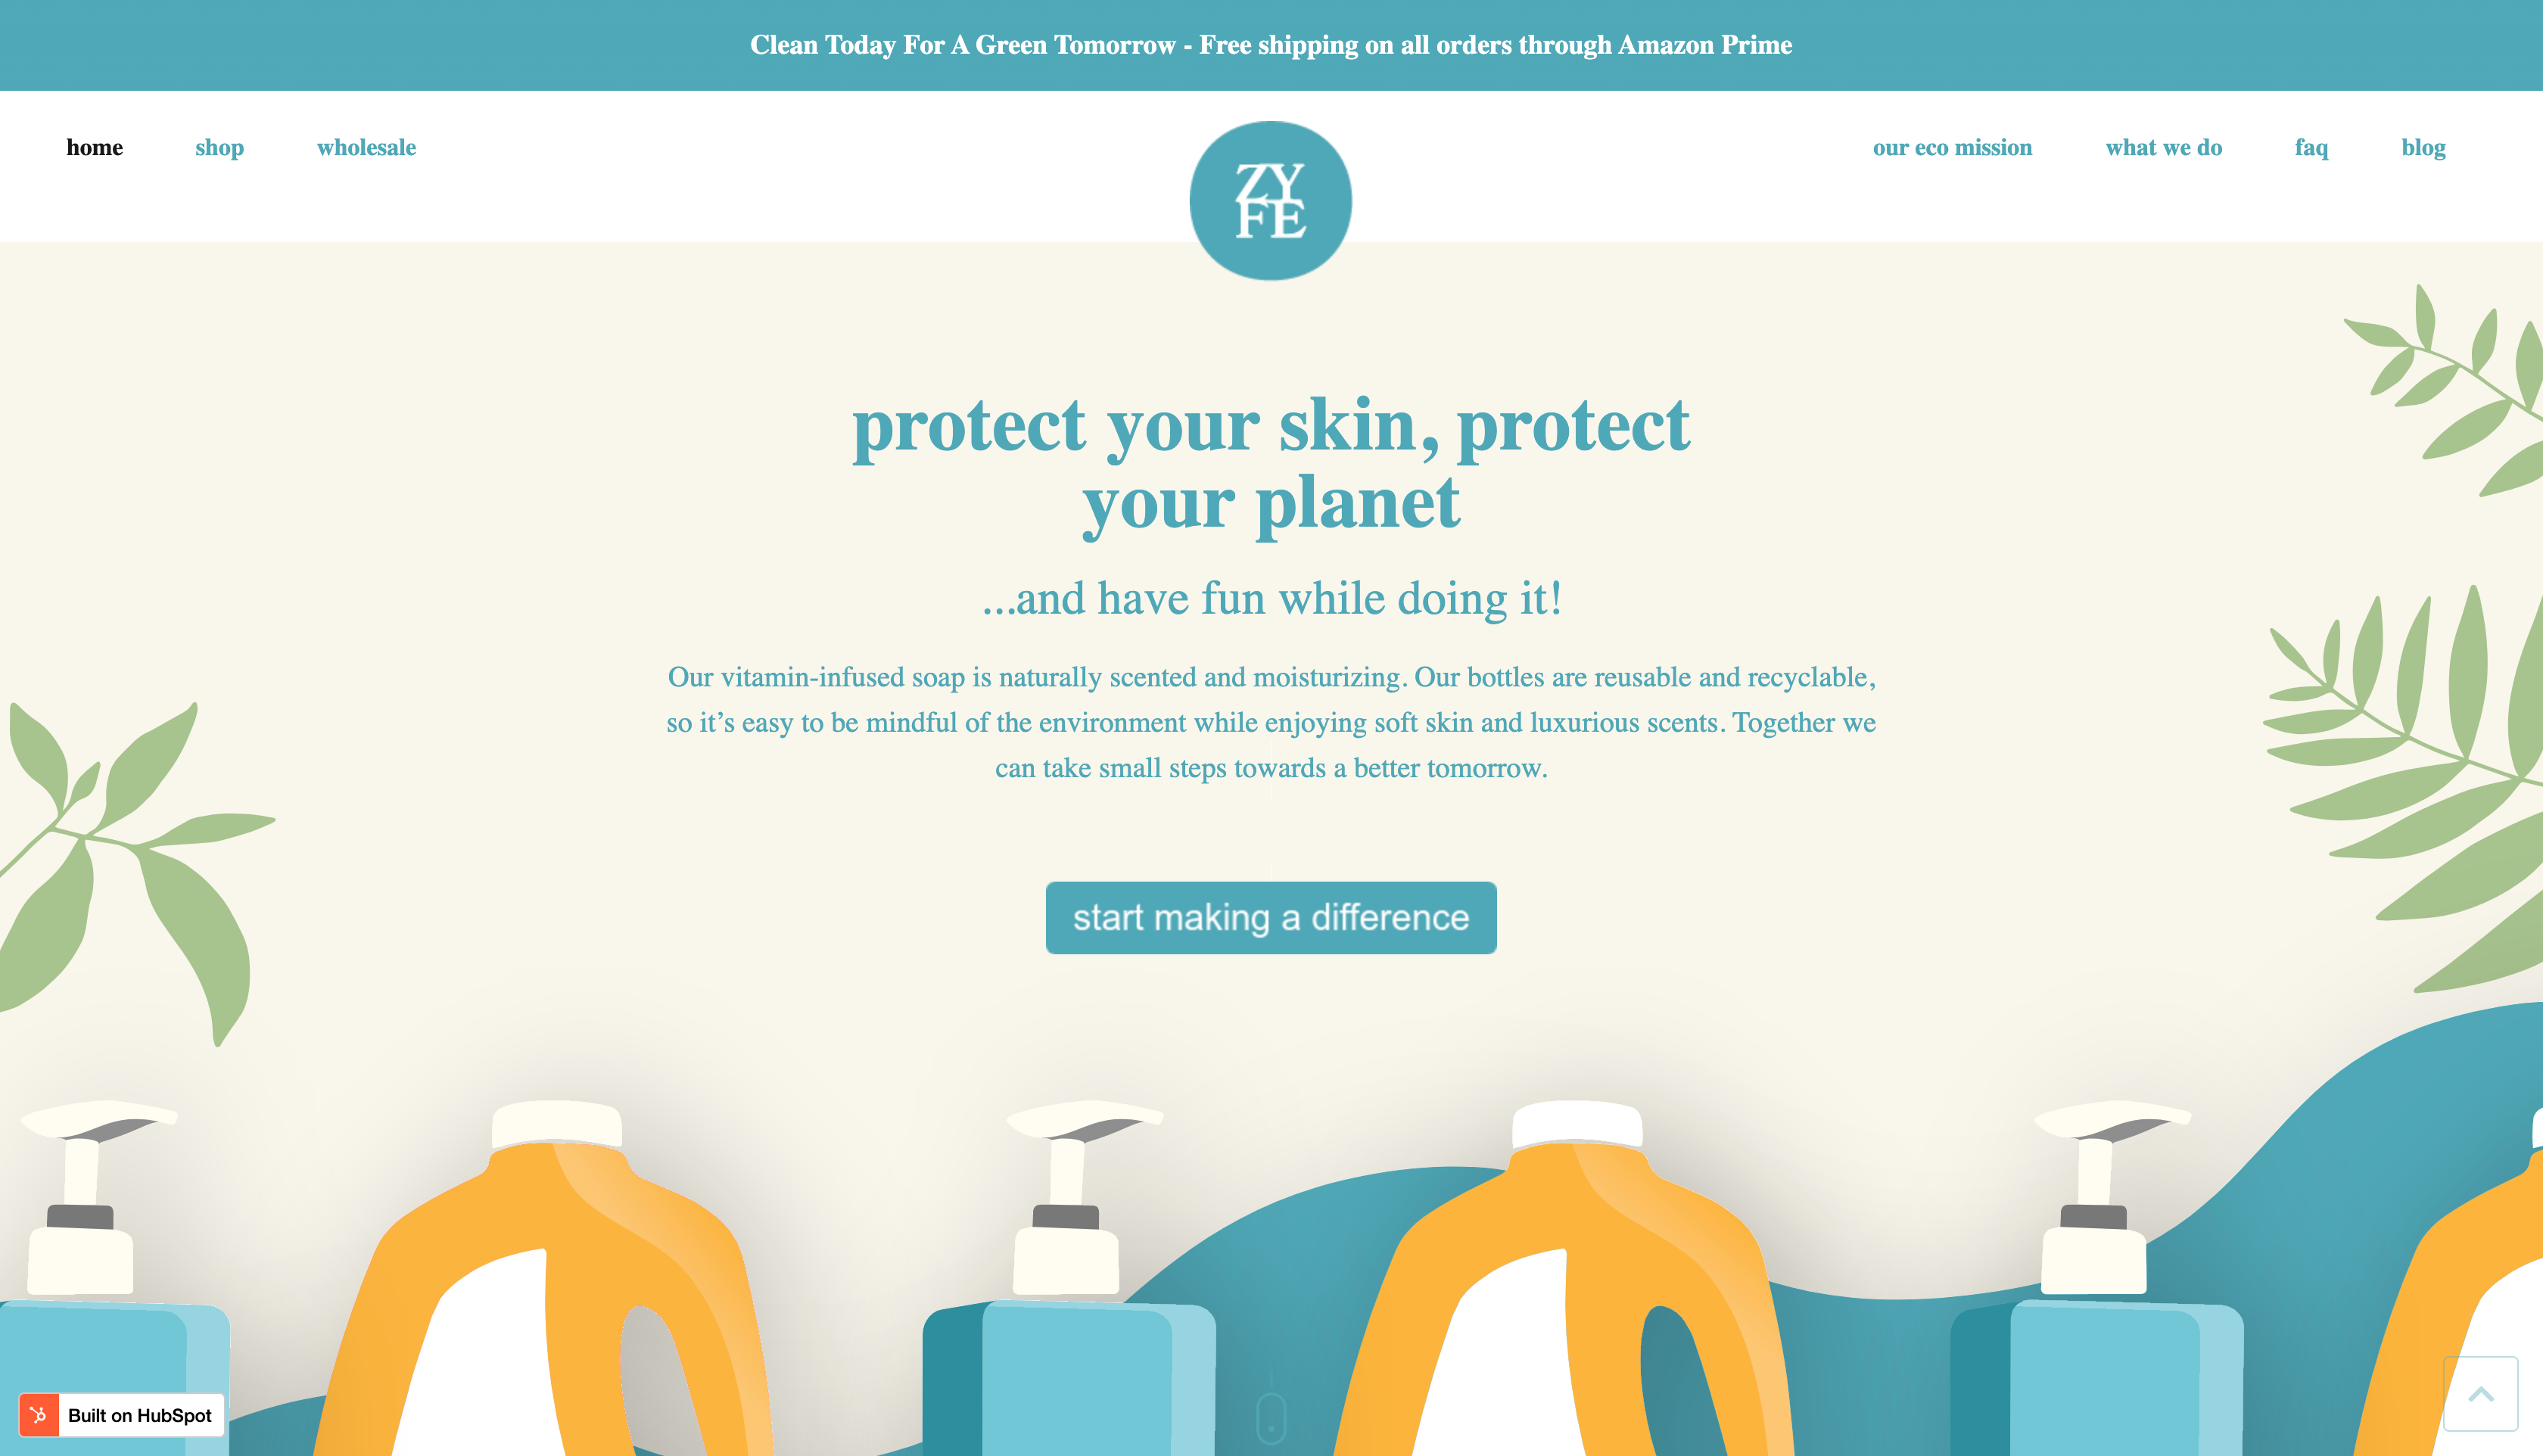 Clean Today For A Green Tomorrow - Free shipping on all orders through Amazon Prime
home shop wholesale
ZY
FE
our eco mission what we do faq blog
protect your skin, protect
your planet
...and have fun while doing it!
Our vitamin-infused soap is naturally scented and moisturizing. Our bottles are reusable and recyclable,
so it’s easy to be mindful of the environment while enjoying soft skin and luxurious scents. Together we
can take small steps towards a better tomorrow.
start making a difference
Built on HubSpot